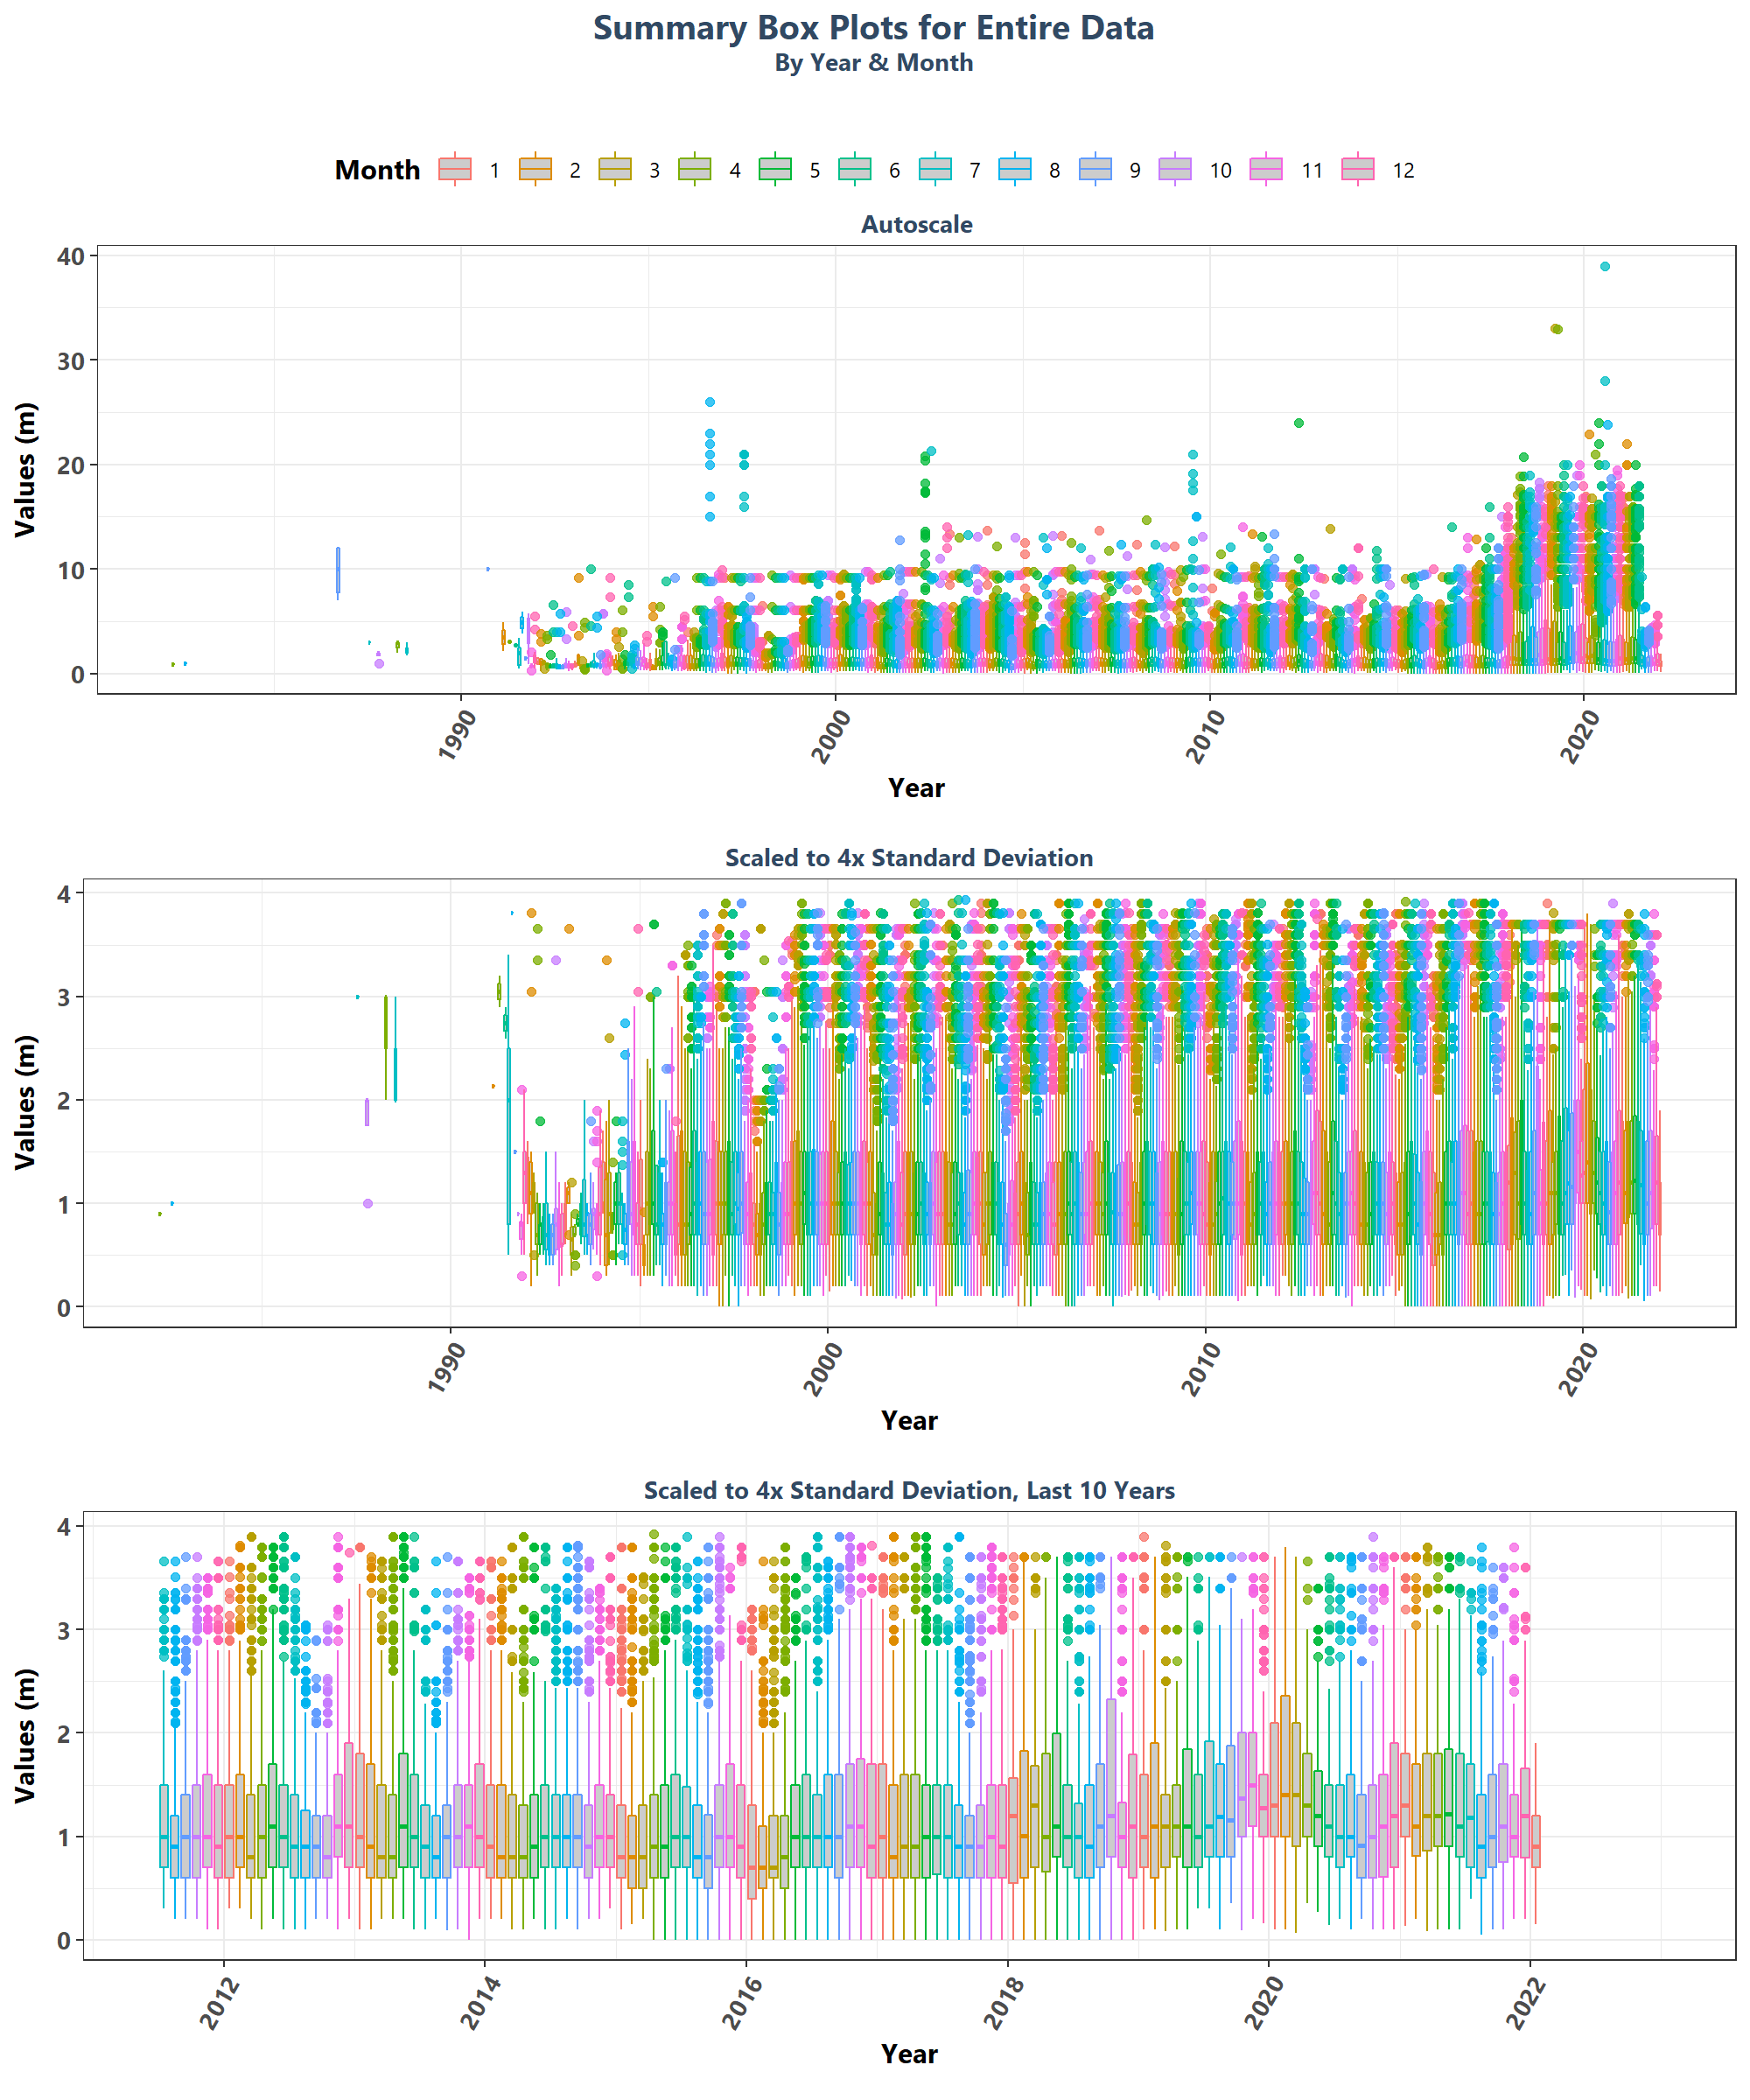 Summary Box Plots for Entire Data
By Year & Month
Month 1 2 3 4 5 6 7 8 9 10 11 12
Autoscale
40
30
20
10
0
Values (m)
1990 2000 2010 2020
Year
Scaled to 4x Standard Deviation
4
3
2
1
0
Values (m)
1990 2000 2010 2020
Year
Scaled to 4x Standard Deviation, Last 10 Years
4
3
2
1
0
Values (m)
2012 2014 2016 2018 2020 2022
Year